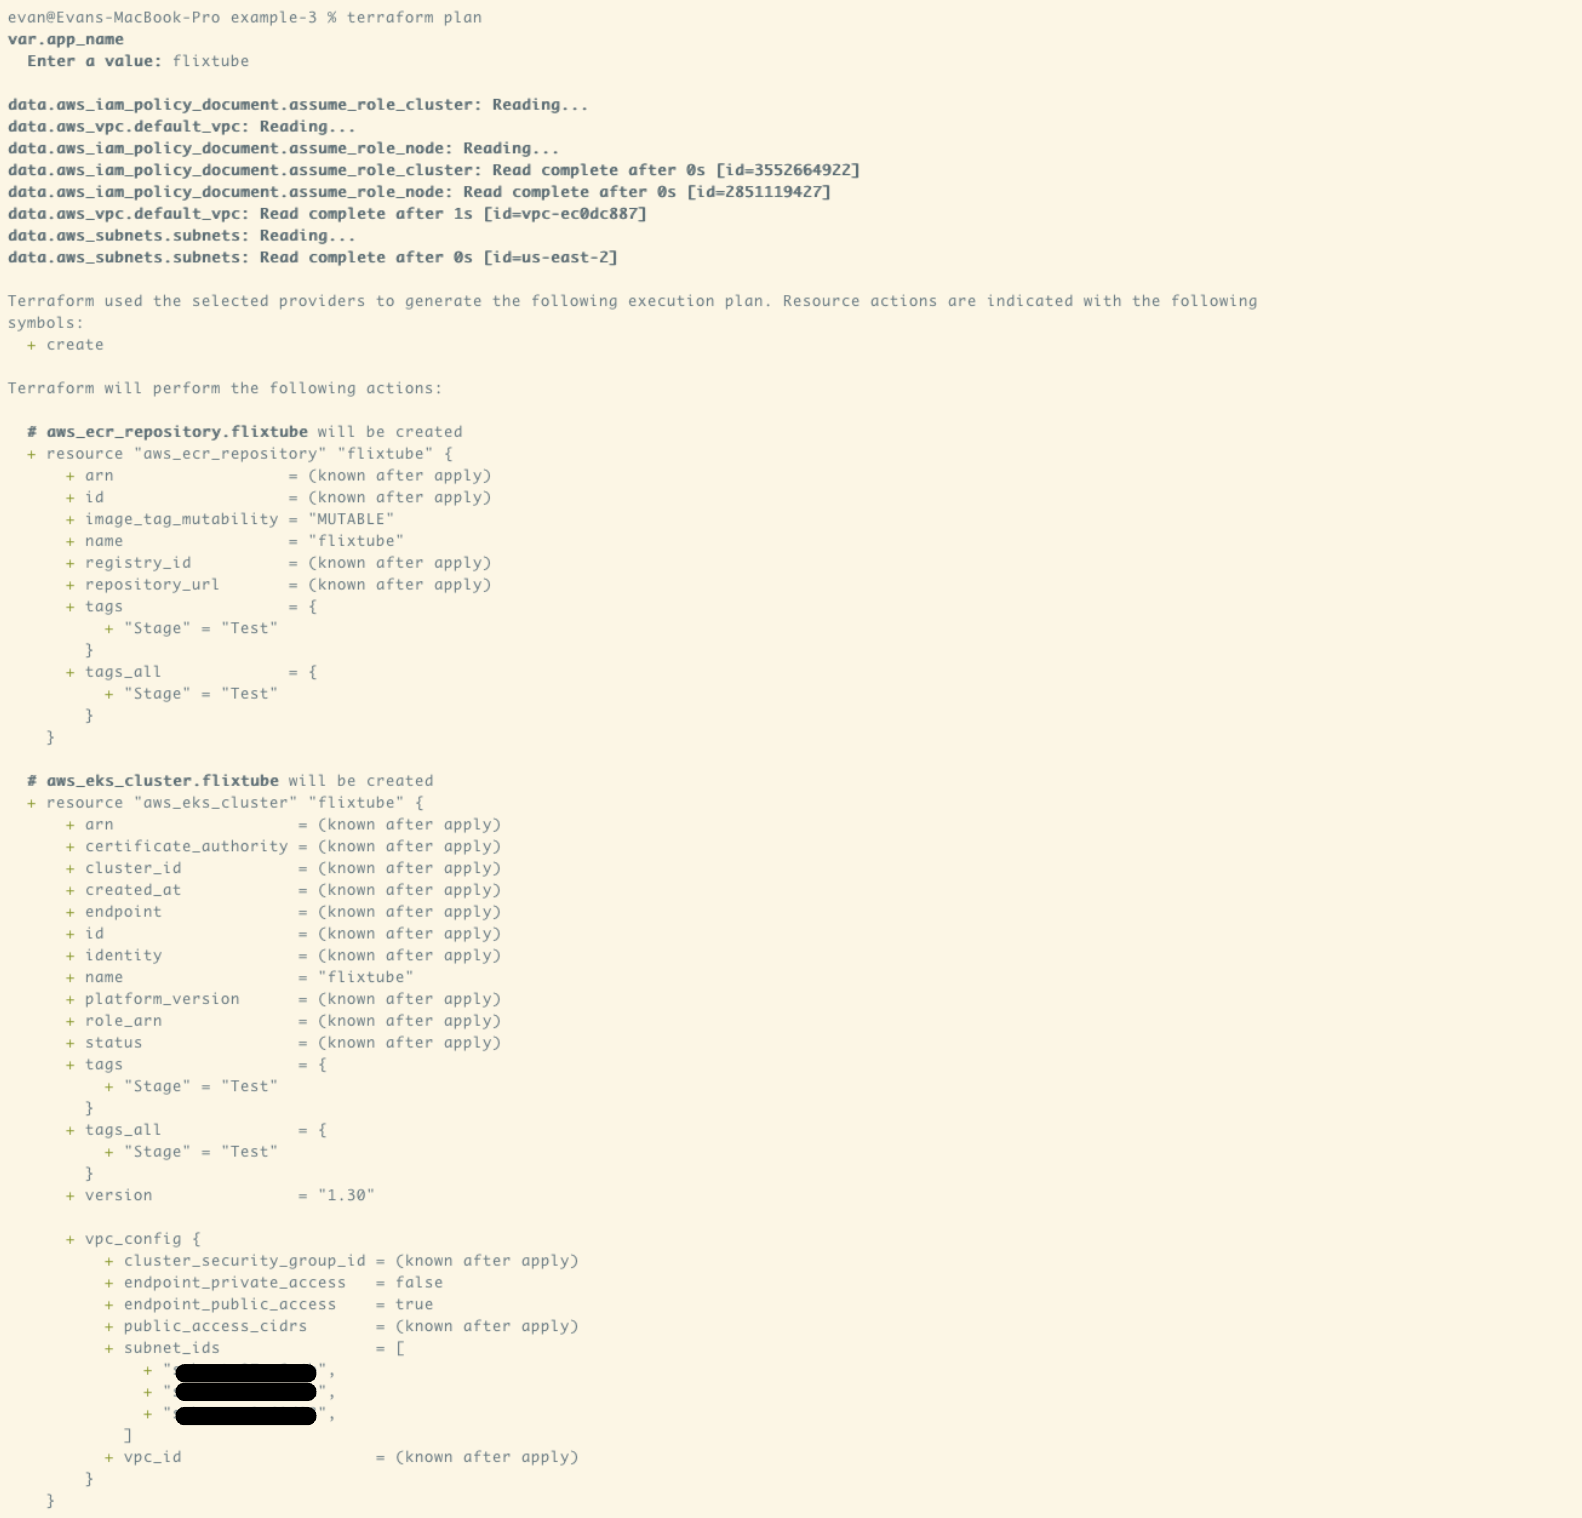 evan@Evans-MacBook-Pro example-3 % terraform plan
var.app_name
  Enter a value: flixtube

data.aws_iam_policy_document.assume_role_cluster: Reading...
data.aws_vpc.default_vpc: Reading...
data.aws_iam_policy_document.assume_role_node: Reading...
data.aws_iam_policy_document.assume_role_cluster: Read complete after 0s [id=3552664922]
data.aws_iam_policy_document.assume_role_node: Read complete after 0s [id=2851119427]
data.aws_vpc.default_vpc: Read complete after 1s [id=vpc-ec0dc887]
data.aws_subnets.subnets: Reading...
data.aws_subnets.subnets: Read complete after 0s [id=us-east-2]

Terraform used the selected providers to generate the following execution plan. Resource actions are indicated with the following
symbols:
  + create

Terraform will perform the following actions:

  # aws_ecr_repository.flixtube will be created
  + resource "aws_ecr_repository" "flixtube" {
      + arn                  = (known after apply)
      + id                   = (known after apply)
      + image_tag_mutability = "MUTABLE"
      + name                 = "flixtube"
      + registry_id          = (known after apply)
      + repository_url       = (known after apply)
      + tags                 = {
          + "Stage" = "Test"
        }
      + tags_all             = {
          + "Stage" = "Test"
        }
    }

  # aws_eks_cluster.flixtube will be created
  + resource "aws_eks_cluster" "flixtube" {
      + arn                   = (known after apply)
      + certificate_authority = (known after apply)
      + cluster_id            = (known after apply)
      + created_at            = (known after apply)
      + endpoint              = (known after apply)
      + id                    = (known after apply)
      + identity              = (known after apply)
      + name                  = "flixtube"
      + platform_version      = (known after apply)
      + role_arn              = (known after apply)
      + status                = (known after apply)
      + tags                  = {
          + "Stage" = "Test"
        }
      + tags_all              = {
          + "Stage" = "Test"
        }
      + version               = "1.30"

      + vpc_config {
          + cluster_security_group_id = (known after apply)
          + endpoint_private_access   = false
          + endpoint_public_access    = true
          + public_access_cidrs       = (known after apply)
          + subnet_ids                = [
              + "",
              + "",
              + "",
            ]
          + vpc_id                    = (known after apply)
        }
    }